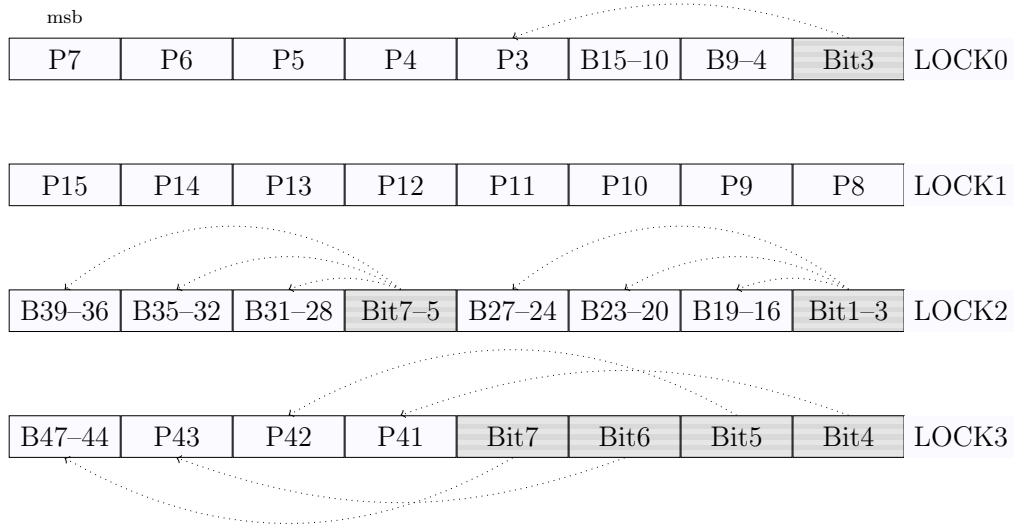 msb
P7 P6 P5 P4 P3 B15–10 B9–4 Bit3 LOCK0
P15 P14 P13 P12 P11 P10 P9 P8 LOCK1
B39–36 B35–32 B31–28 Bit7–5 B27–24 B23–20 B19–16 Bit1–3 LOCK2
B47–44 P43 P42 P41 Bit7 Bit6 Bit5 Bit4 LOCK3